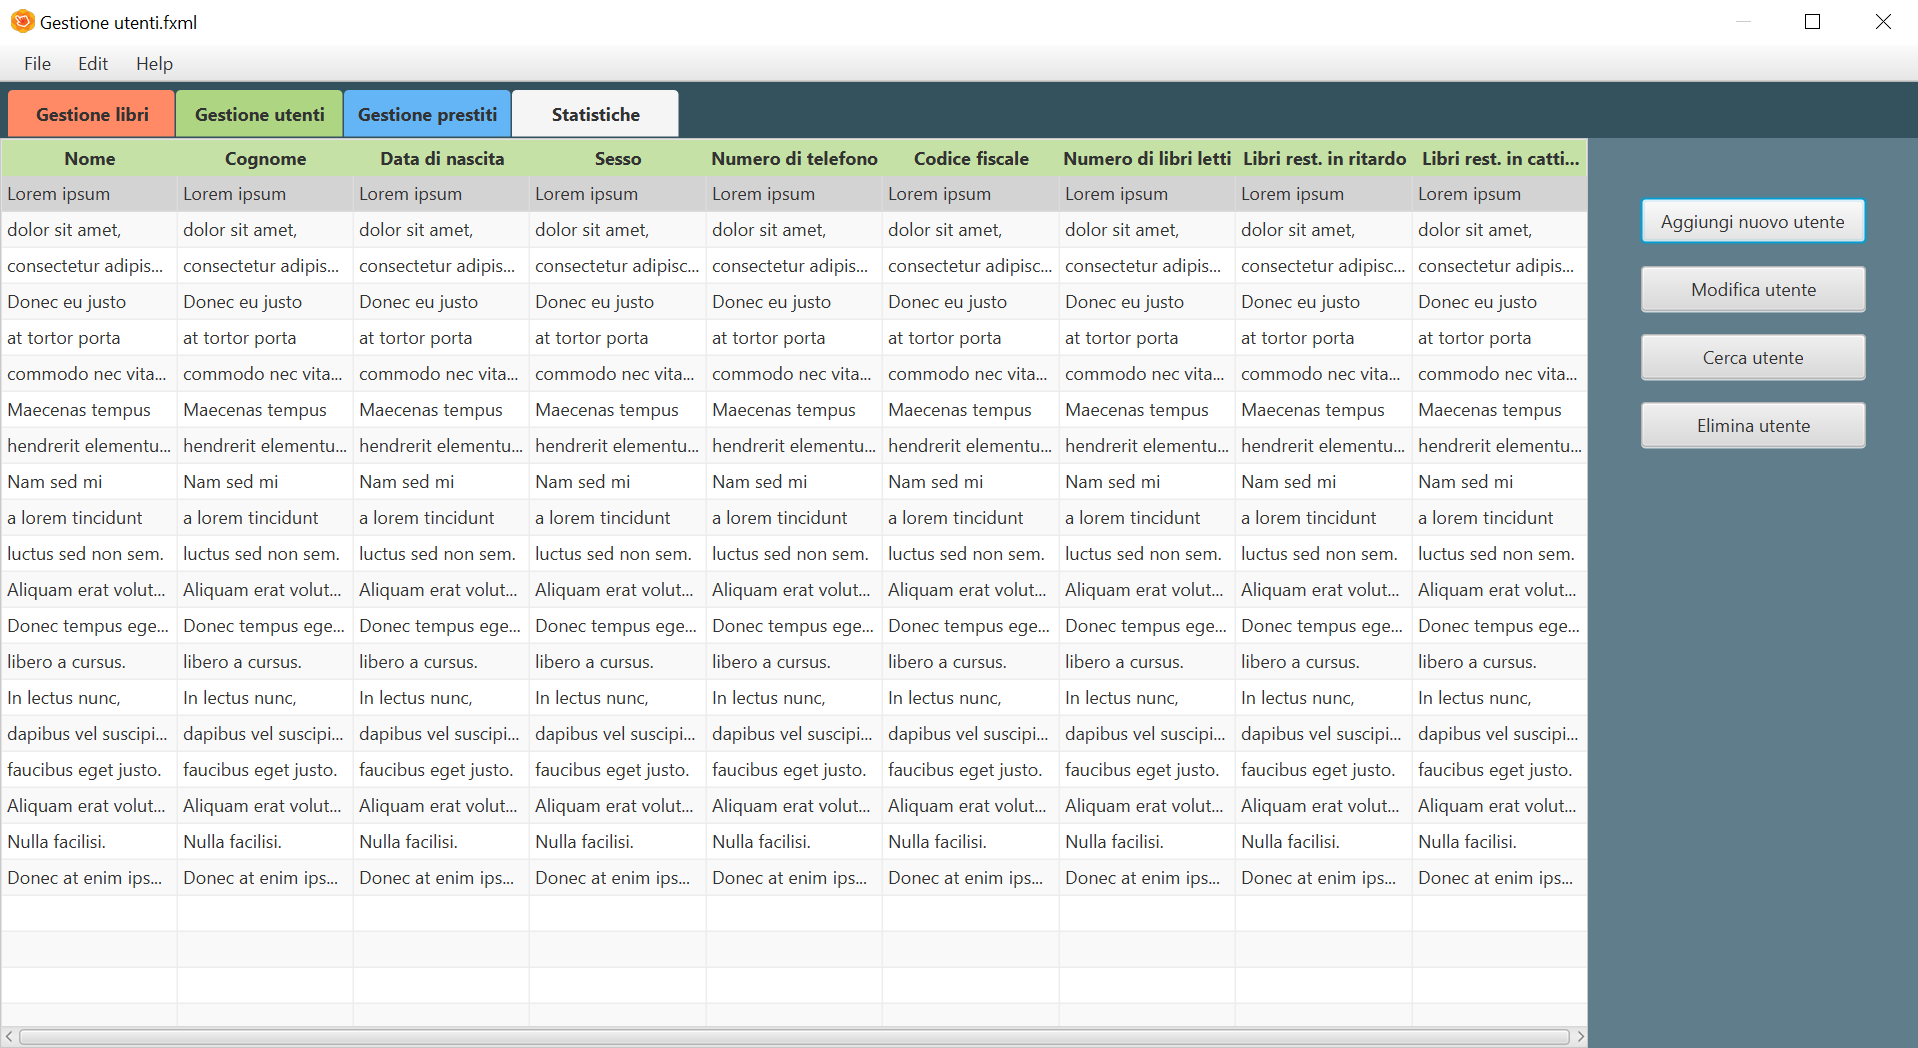 Gestione utenti.fxml
File Edit Help
Gestione libri Gestione utenti Gestione prestiti Statistiche
Nome Cognome Data di nascita Sesso Numero di telefono Codice fiscale Numero di libri letti Libri rest. in ritardo Libri rest. in catti...
Lorem ipsum Lorem ipsum Lorem ipsum Lorem ipsum Lorem ipsum Lorem ipsum Lorem ipsum Lorem ipsum Lorem ipsum
dolor sit amet, dolor sit amet, dolor sit amet, dolor sit amet, dolor sit amet, dolor sit amet, dolor sit amet, dolor sit amet, dolor sit amet,
consectetur adipis... consectetur adipis... consectetur adipis... consectetur adipisc... consectetur adipis... consectetur adipisc... consectetur adipis... consectetur adipisc... consectetur adipis...
Donec eu justo Donec eu justo Donec eu justo Donec eu justo Donec eu justo Donec eu justo Donec eu justo Donec eu justo Donec eu justo
at tortor porta at tortor porta at tortor porta at tortor porta at tortor porta at tortor porta at tortor porta at tortor porta at tortor porta
commodo nec vita... commodo nec vita... commodo nec vita... commodo nec vita... commodo nec vita... commodo nec vita... commodo nec vita... commodo nec vita... commodo nec vita...
Maecenas tempus Maecenas tempus Maecenas tempus Maecenas tempus Maecenas tempus Maecenas tempus Maecenas tempus Maecenas tempus Maecenas tempus
hendrerit elementu... hendrerit elementu... hendrerit elementu... hendrerit elementu... hendrerit elementu... hendrerit elementu... hendrerit elementu... hendrerit elementu... hendrerit elementu...
Nam sed mi Nam sed mi Nam sed mi Nam sed mi Nam sed mi Nam sed mi Nam sed mi Nam sed mi Nam sed mi
a lorem tincidunt a lorem tincidunt a lorem tincidunt a lorem tincidunt a lorem tincidunt a lorem tincidunt a lorem tincidunt a lorem tincidunt a lorem tincidunt
luctus sed non sem. luctus sed non sem. luctus sed non sem. luctus sed non sem. luctus sed non sem. luctus sed non sem. luctus sed non sem. luctus sed non sem. luctus sed non sem.
Aliquam erat volut... Aliquam erat volut... Aliquam erat volut... Aliquam erat volut... Aliquam erat volut... Aliquam erat volut... Aliquam erat volut... Aliquam erat volut... Aliquam erat volut...
Donec tempus ege... Donec tempus ege... Donec tempus ege... Donec tempus ege... Donec tempus ege... Donec tempus ege... Donec tempus ege... Donec tempus ege... Donec tempus ege...
libero a cursus. libero a cursus. libero a cursus. libero a cursus. libero a cursus. libero a cursus. libero a cursus. libero a cursus. libero a cursus.
In lectus nunc, In lectus nunc, In lectus nunc, In lectus nunc, In lectus nunc, In lectus nunc, In lectus nunc, In lectus nunc, In lectus nunc,
dapibus vel suscipi... dapibus vel suscipi... dapibus vel suscipi... dapibus vel suscipi... dapibus vel suscipi... dapibus vel suscipi... dapibus vel suscipi... dapibus vel suscipi... dapibus vel suscipi...
faucibus eget justo. faucibus eget justo. faucibus eget justo. faucibus eget justo. faucibus eget justo. faucibus eget justo. faucibus eget justo. faucibus eget justo. faucibus eget justo.
Aliquam erat volut... Aliquam erat volut... Aliquam erat volut... Aliquam erat volut... Aliquam erat volut... Aliquam erat volut... Aliquam erat volut... Aliquam erat volut... Aliquam erat volut...
Nulla facilisi. Nulla facilisi. Nulla facilisi. Nulla facilisi. Nulla facilisi. Nulla facilisi. Nulla facilisi. Nulla facilisi. Nulla facilisi.
Donec at enim ips... Donec at enim ips... Donec at enim ips... Donec at enim ips... Donec at enim ips... Donec at enim ips... Donec at enim ips... Donec at enim ips... Donec at enim ips...
Aggiungi nuovo utente
Modifica utente
Cerca utente
Elimina utente